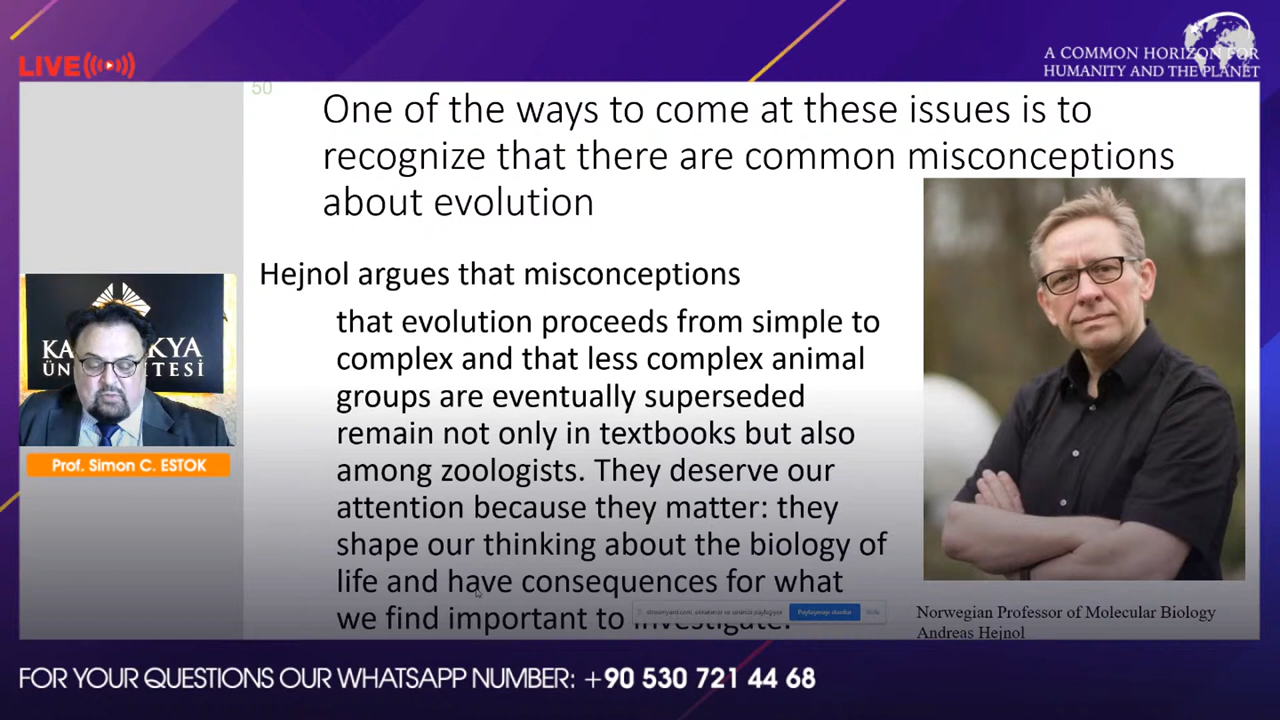 LIVE
A COMMON HORIZON FOR
HUMANITY AND THE PLANET
50
One of the ways to come at these issues is to
recognize that there are common misconceptions
about evolution
Hejnol argues that misconceptions
that evolution proceeds from simple to
complex and that less complex animal
groups are eventually superseded
remain not only in textbooks but also
among zoologists. They deserve our
attention because they matter: they
shape our thinking about the biology of
life and have consequences for what
we find important to investigate.
Paylaşmayı durdur
Gizle
Norwegian Professor of Molecular Biology
Andreas Hejnol
Prof. Simon C. ESTOK
FOR YOUR QUESTIONS OUR WHATSAPP NUMBER: +90 530 721 44 68